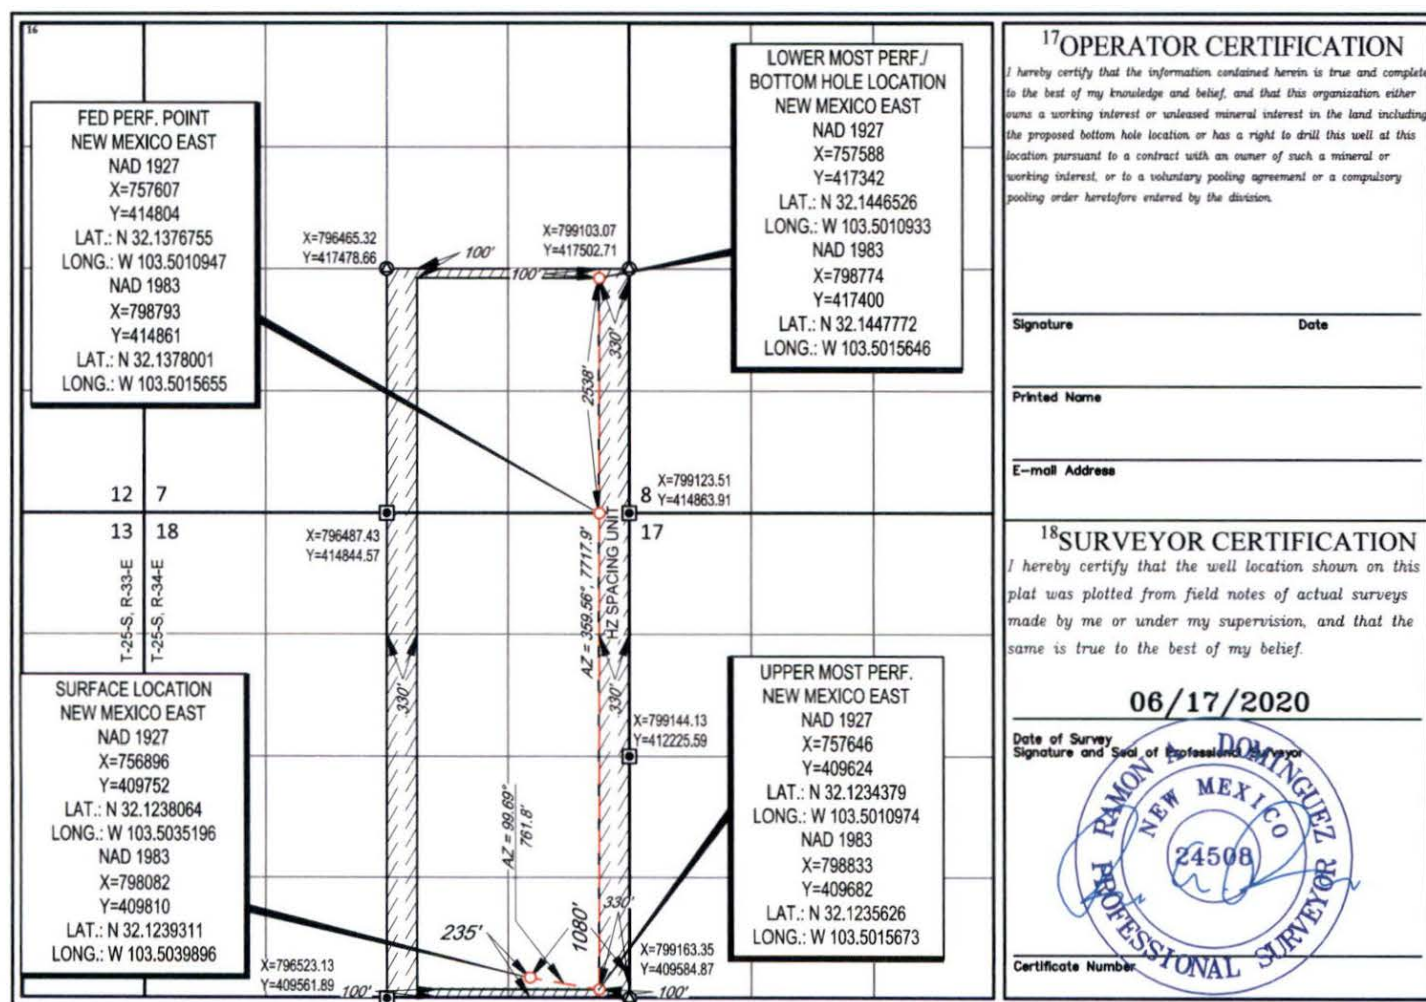 16
FED PERF. POINT
NEW MEXICO EAST
NAD 1927
X=757607
Y=414804
LAT.: N 32.1376755
LONG.: W 103.5010947
NAD 1983
X=798793
Y=414861
LAT.: N 32.1378001
LONG.: W 103.5015655
LOWER MOST PERF./
BOTTOM HOLE LOCATION
NEW MEXICO EAST
NAD 1927
X=757588
Y=417342
LAT.: N 32.1446526
LONG.: W 103.5010933
NAD 1983
X=798774
Y=417400
LAT.: N 32.1447772
LONG.: W 103.5015646
X=796465.32
Y=417478.66
100'
X=799103.07
Y=417502.71
100'
330'
2538'
12 7
13 18
T-25-S, R-33-E
T-25-S, R-34-E
X=796487.43
Y=414844.57
8
17
X=799123.51
Y=414863.91
AZ = 359.56°, 7717.9'
HZ SPACING UNIT
330'
330'
X=799144.13
Y=412225.59
SURFACE LOCATION
NEW MEXICO EAST
NAD 1927
X=756896
Y=409752
LAT.: N 32.1238064
LONG.: W 103.5035196
NAD 1983
X=798082
Y=409810
LAT.: N 32.1239311
LONG.: W 103.5039896
UPPER MOST PERF.
NEW MEXICO EAST
NAD 1927
X=757646
Y=409624
LAT.: N 32.1234379
LONG.: W 103.5010974
NAD 1983
X=798833
Y=409682
LAT.: N 32.1235626
LONG.: W 103.5015673
AZ = 99.69°
761.8'
235'
1080'
330'
X=799163.35
Y=409584.87
X=796523.13
Y=409561.89
100'
100'
17 OPERATOR CERTIFICATION
I hereby certify that the information contained herein is true and complete
to the best of my knowledge and belief, and that this organization either
owns a working interest or unleased mineral interest in the land including
the proposed bottom hole location or has a right to drill this well at this
location pursuant to a contract with an owner of such a mineral or
working interest, or to a voluntary pooling agreement or a compulsory
pooling order heretofore entered by the division.
Signature Date
Printed Name
E-mail Address
18 SURVEYOR CERTIFICATION
I hereby certify that the well location shown on this
plat was plotted from field notes of actual surveys
made by me or under my supervision, and that the
same is true to the best of my belief.
06/17/2020
Date of Survey
Signature and Seal of Professional Surveyor
RAMON A. DOMINGUEZ
NEW MEXICO
24508
PROFESSIONAL SURVEYOR
Certificate Number